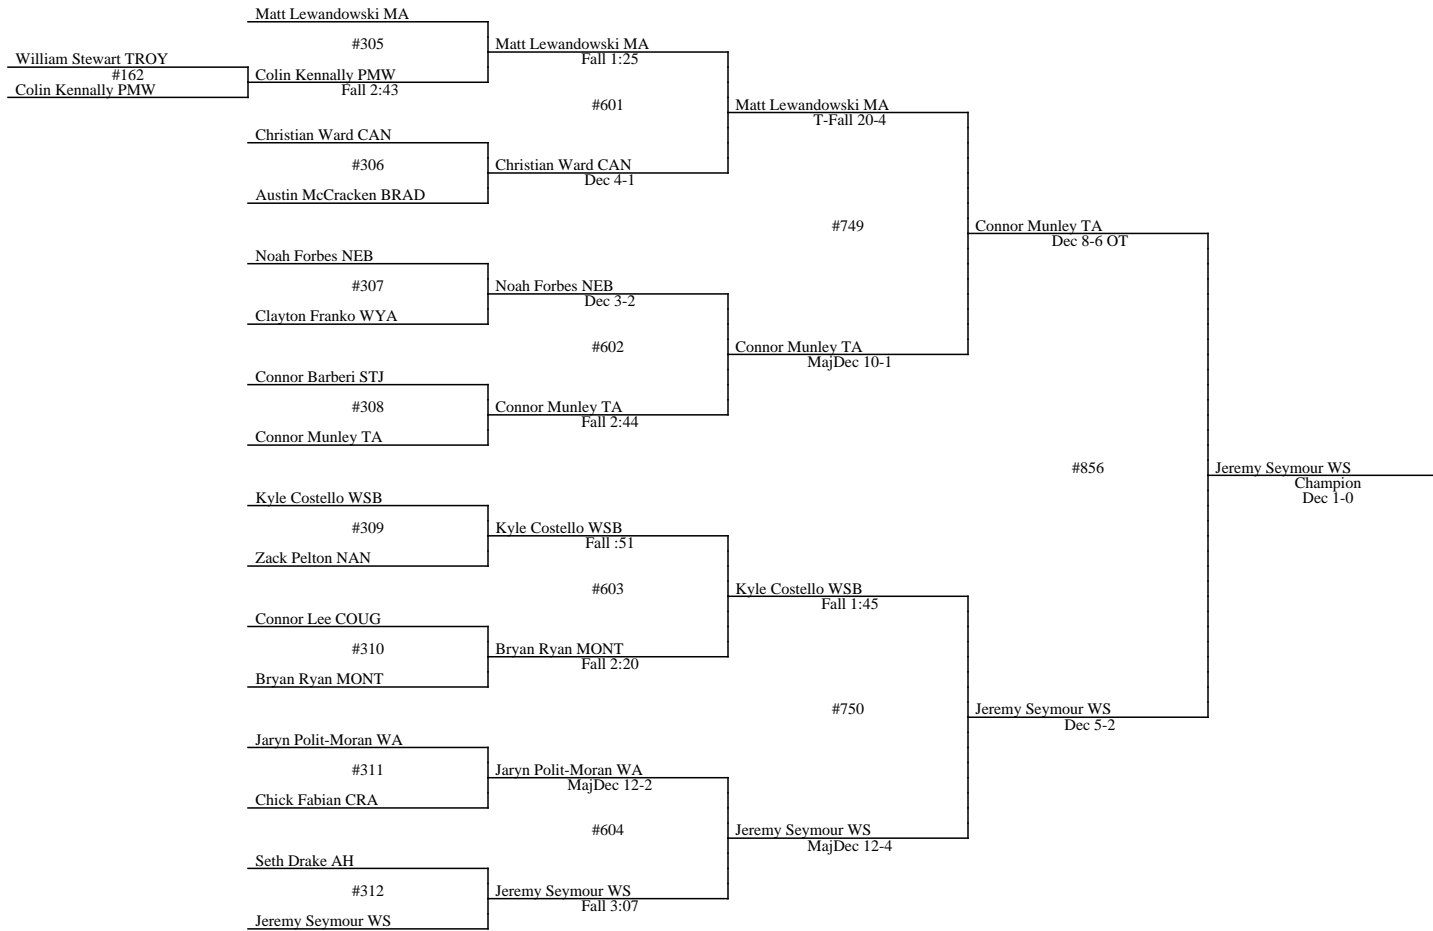 Matt Lewandowski MA
#305
Matt Lewandowski MA
Fall 1:25
William Stewart TROY
#162
Colin Kennally PMW
Colin Kennally PMW
Fall 2:43
#601
Matt Lewandowski MA
T-Fall 20-4
Christian Ward CAN
#306
Christian Ward CAN
Dec 4-1
Austin McCracken BRAD
#749
Connor Munley TA
Dec 8-6 OT
Noah Forbes NEB
#307
Noah Forbes NEB
Dec 3-2
Clayton Franko WYA
#602
Connor Munley TA
MajDec 10-1
Connor Barberi STJ
#308
Connor Munley TA
Fall 2:44
Connor Munley TA
#856
Jeremy Seymour WS
Champion
Dec 1-0
Kyle Costello WSB
#309
Kyle Costello WSB
Fall :51
Zack Pelton NAN
#603
Kyle Costello WSB
Fall 1:45
Connor Lee COUG
#310
Bryan Ryan MONT
Fall 2:20
Bryan Ryan MONT
#750
Jeremy Seymour WS
Dec 5-2
Jaryn Polit-Moran WA
#311
Jaryn Polit-Moran WA
MajDec 12-2
Chick Fabian CRA
#604
Jeremy Seymour WS
MajDec 12-4
Seth Drake AH
#312
Jeremy Seymour WS
Fall 3:07
Jeremy Seymour WS